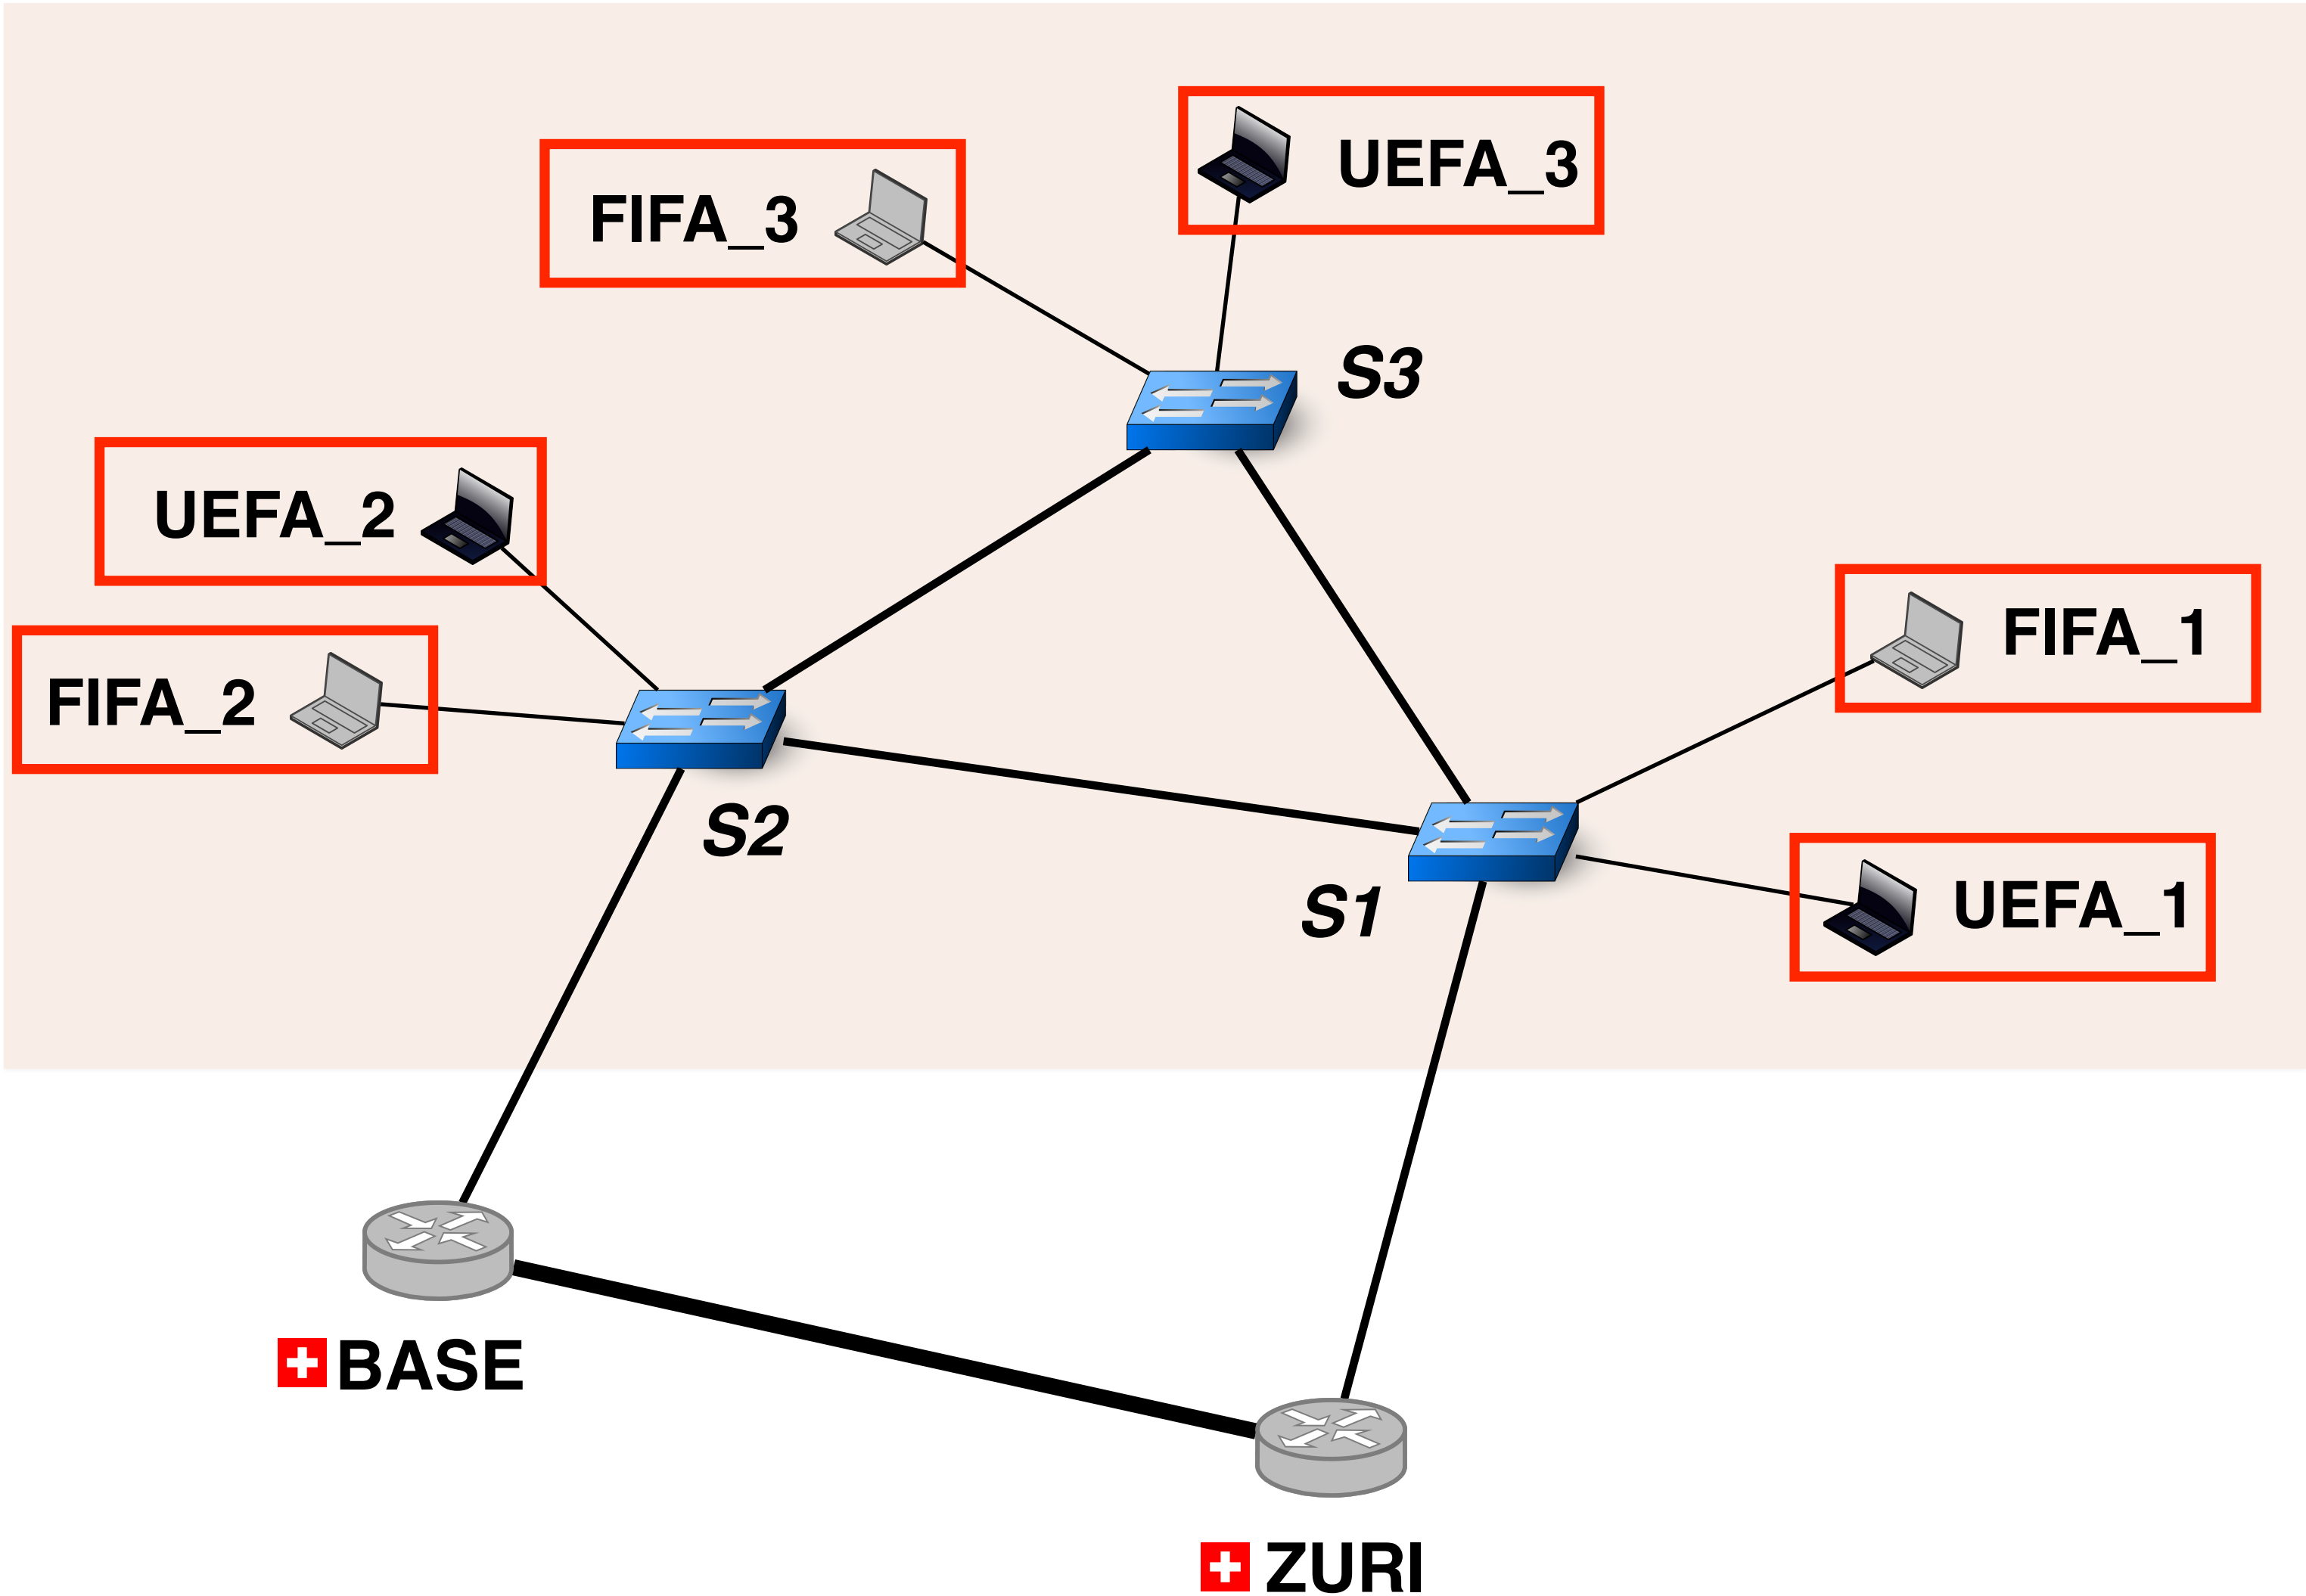 UEFA_3
FIFA_3
S3
UEFA_2
FIFA_1
FIFA_2
S2
UEFA_1
S1
BASE
ZURI